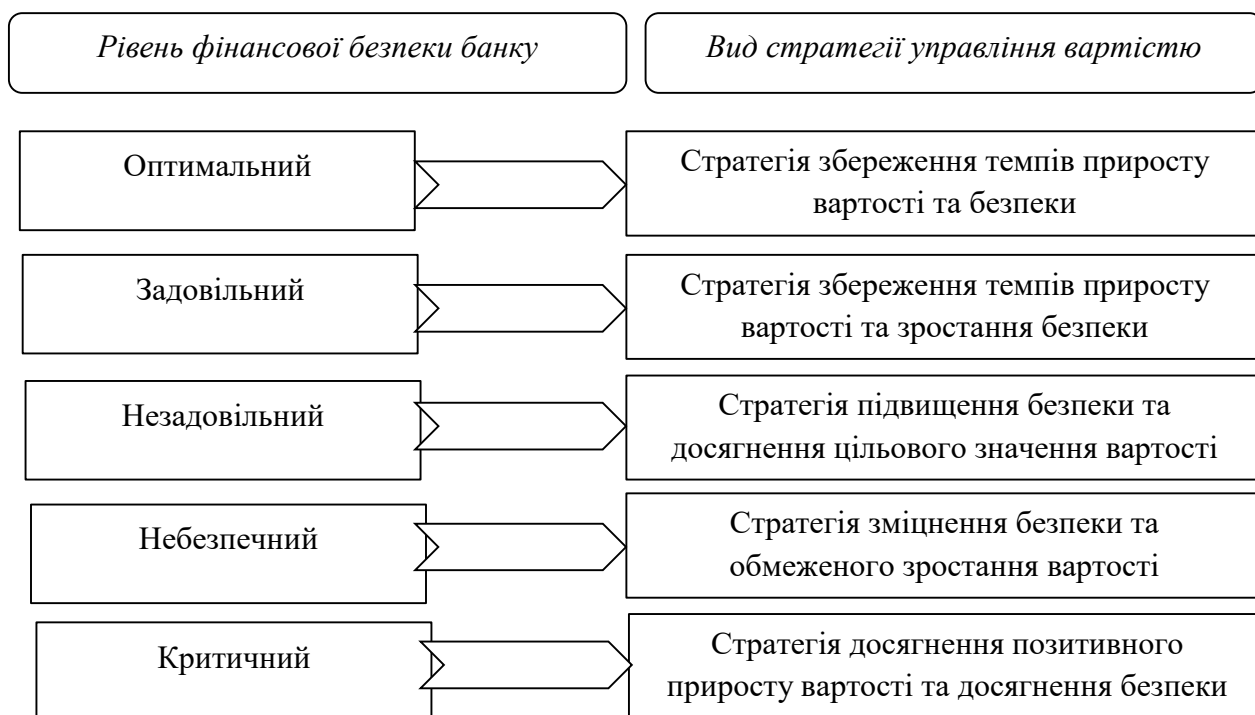 Рівень фінансової безпеки банку
Вид стратегії управління вартістю
Оптимальний
Стратегія збереження темпів приросту
вартості та безпеки
Задовільний
Стратегія збереження темпів приросту
вартості та зростання безпеки
Незадовільний
Стратегія підвищення безпеки та
досягнення цільового значення вартості
Небезпечний
Стратегія зміцнення безпеки та
обмеженого зростання вартості
Критичний
Стратегія досягнення позитивного
приросту вартості та досягнення безпеки